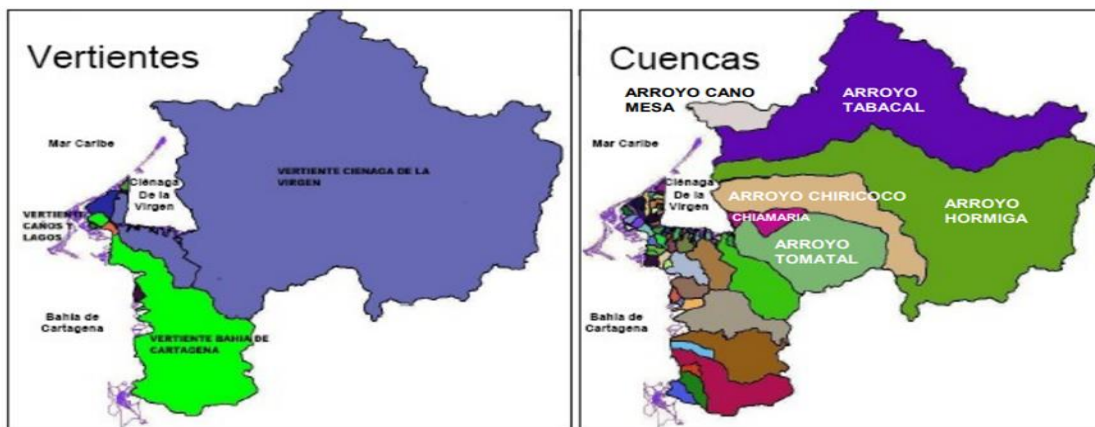 Vertientes
Mar Caribe
Ciénaga
De la
Virgen
VERTIENTE CIENAGA DE LA
VIRGEN
VERTIENTE
CAÑOS Y
LAGOS
Bahia de
Cartagena
VERTIENTE BAHIA DE
CARTAGENA
Cuencas
ARROYO CANO
MESA
ARROYO
TABACAL
Mar Caribe
Ciénaga
De la
Virgen
ARROYO CHIRICOCO
CHIAMARIA
ARROYO
HORMIGA
ARROYO
TOMATAL
Bahia de
Cartagena